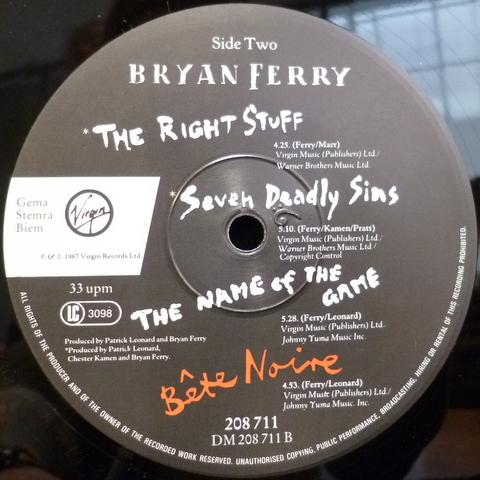 Side Two
BRYAN FERRY
*THE RIGHT STUFF
4.25. (Ferry/Marr)
Virgin Music (Publishers) Ltd./
Warner Brothers Music Ltd.
*Seven Deadly Sins
5.10. (Ferry/Kamen/Pratt)
Virgin Music (Publishers) Ltd./
Warner Brothers Music Ltd /
Copyright Control
Gema
Stemra
Biem
Virgin
℗ & © 1987 Virgin Records Ltd.
THE NAME OF THE
GAME
5.28. (Ferry/Leonard)
Virgin Music (Publishers) Ltd./
Johnny Yuma Music Inc.
33 upm
LC 3098
Produced by Patrick Leonard and Bryan Ferry
*Produced by Patrick Leonard,
Chester Kamen and Bryan Ferry.
Bête Noire
4.53. (Ferry/Leonard)
Virgin Music (Publishers) Ltd./
Johnny Yuma Music. Inc.
208 711
DM 208 711 B
ALL RIGHTS OF THE PRODUCER AND OF THE OWNER OF THE RECORDED WORK RESERVED. UNAUTHORISED COPYING, PUBLIC PERFORMANCE, BROADCASTING, HIRING OR RENTAL OF THIS RECORDING PROHIBITED.